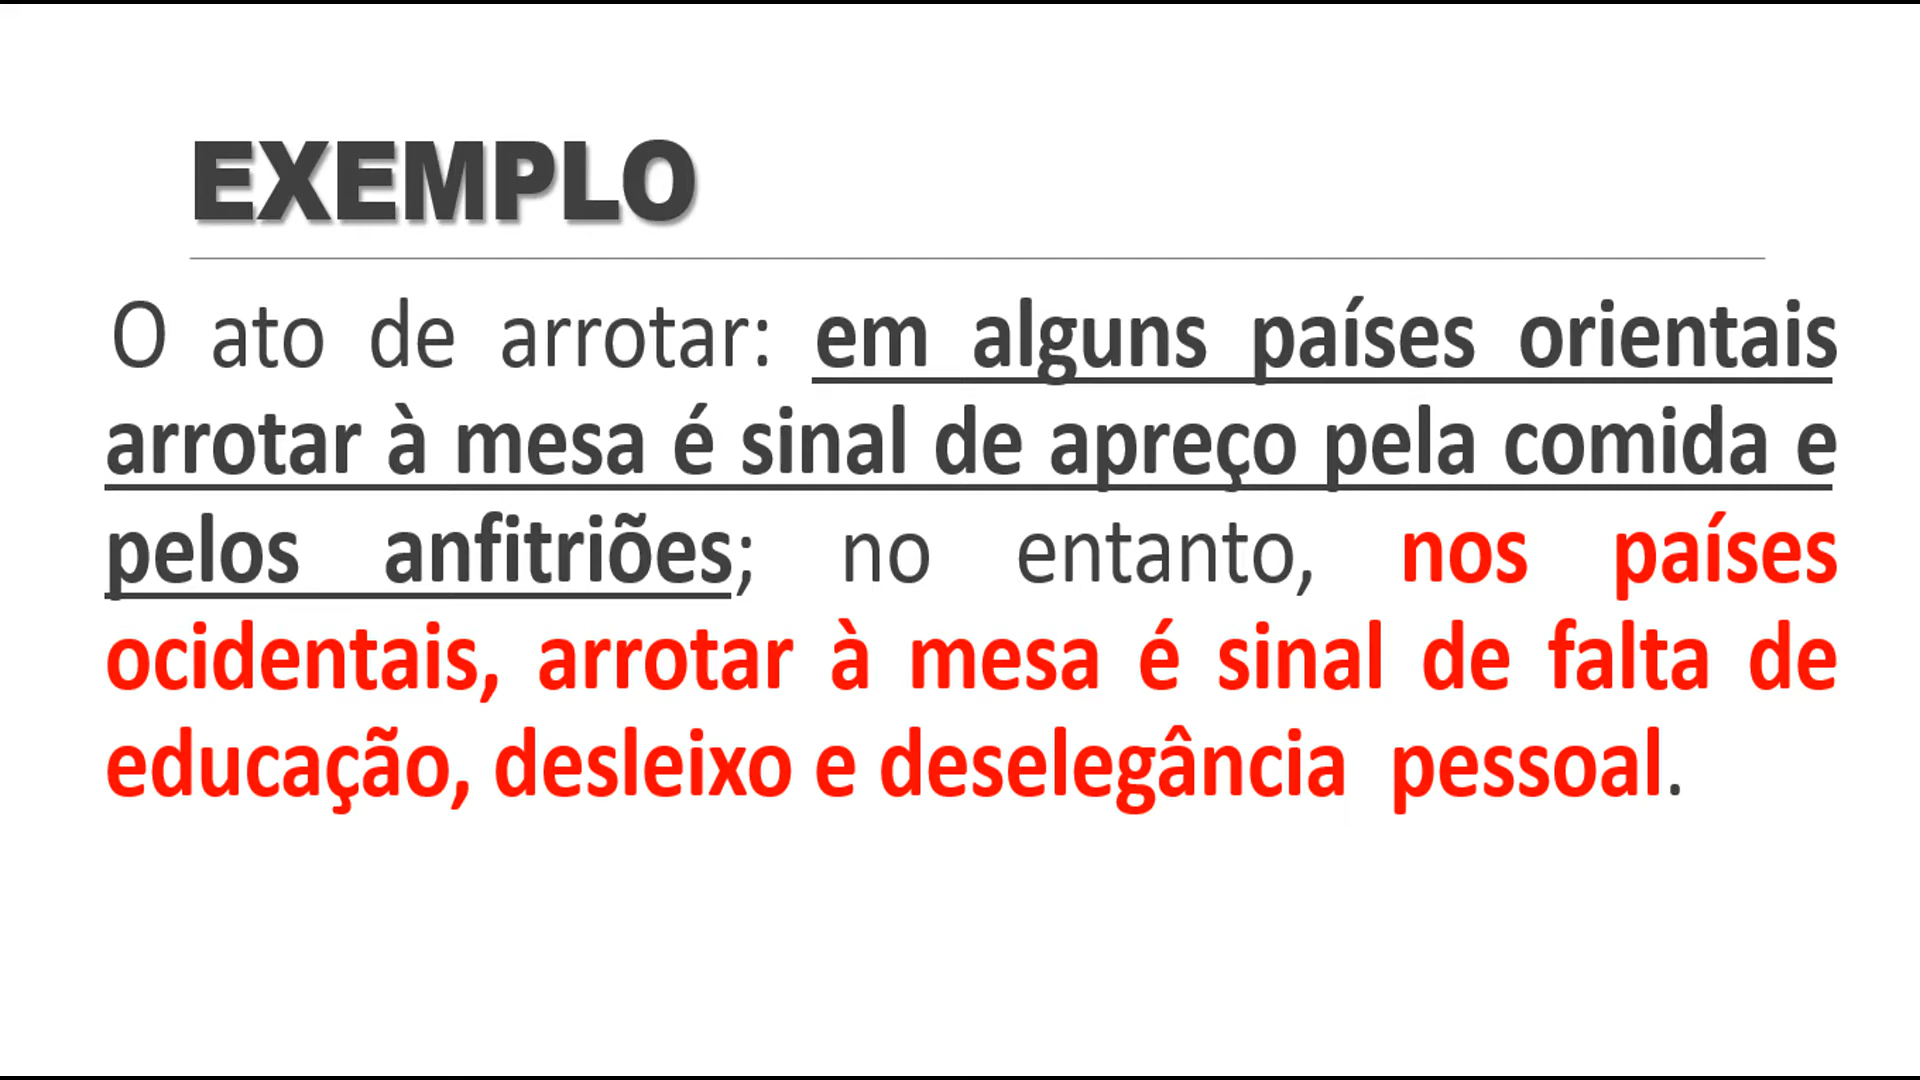 EXEMPLO
O ato de arrotar: em alguns países orientais
arrotar à mesa é sinal de apreço pela comida e
pelos anfitriões; no entanto, nos países
ocidentais, arrotar à mesa é sinal de falta de
educação, desleixo e deselegância pessoal.